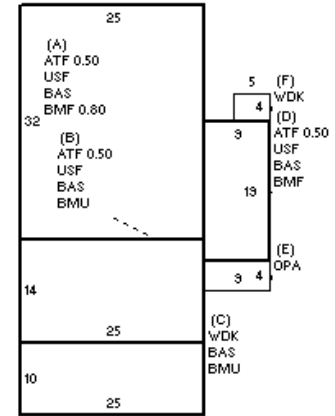 25
(A)
ATF 0.50
USF
BAS
BMF 0.80
32
(B)
ATF 0.50
USF
BAS
BMU
5
(F)
WDK
4
(D)
ATF 0.50
USF
BAS
BMF
9
19
(E)
OPA
9
4
14
25
(C)
WDK
BAS
BMU
10
25